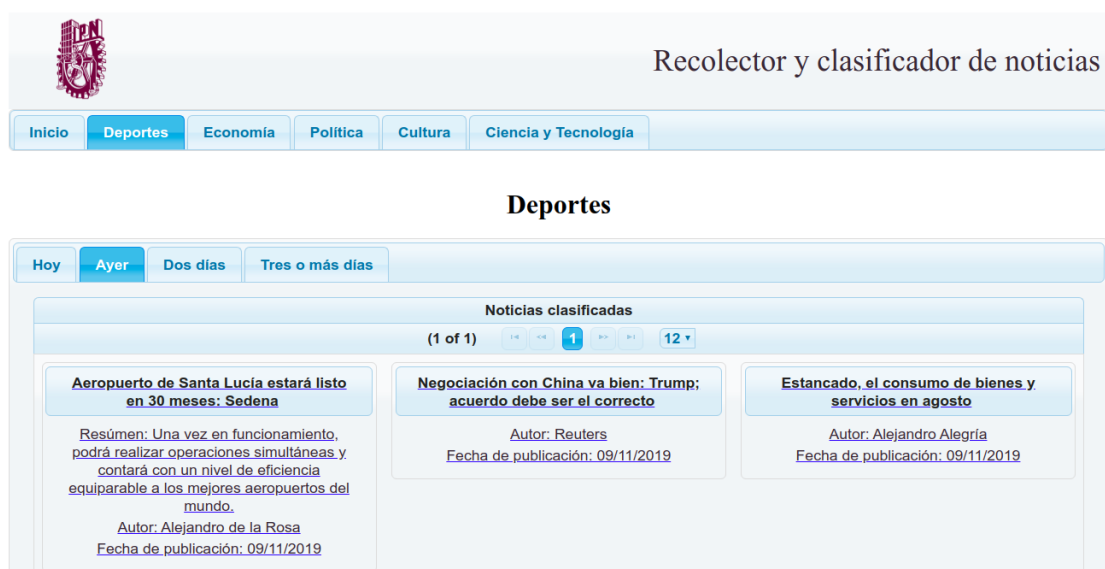 IPN
Recolector y clasificador de noticias
Inicio Deportes Economía Política Cultura Ciencia y Tecnología
Deportes
Hoy Ayer Dos días Tres o más días
Noticias clasificadas
(1 of 1) 1 12
Aeropuerto de Santa Lucía estará listo
en 30 meses: Sedena
Resúmen: Una vez en funcionamiento,
podrá realizar operaciones simultáneas y
contará con un nivel de eficiencia
equiparable a los mejores aeropuertos del
mundo.
Autor: Alejandro de la Rosa
Fecha de publicación: 09/11/2019
Negociación con China va bien: Trump;
acuerdo debe ser el correcto
Autor: Reuters
Fecha de publicación: 09/11/2019
Estancado, el consumo de bienes y
servicios en agosto
Autor: Alejandro Alegría
Fecha de publicación: 09/11/2019